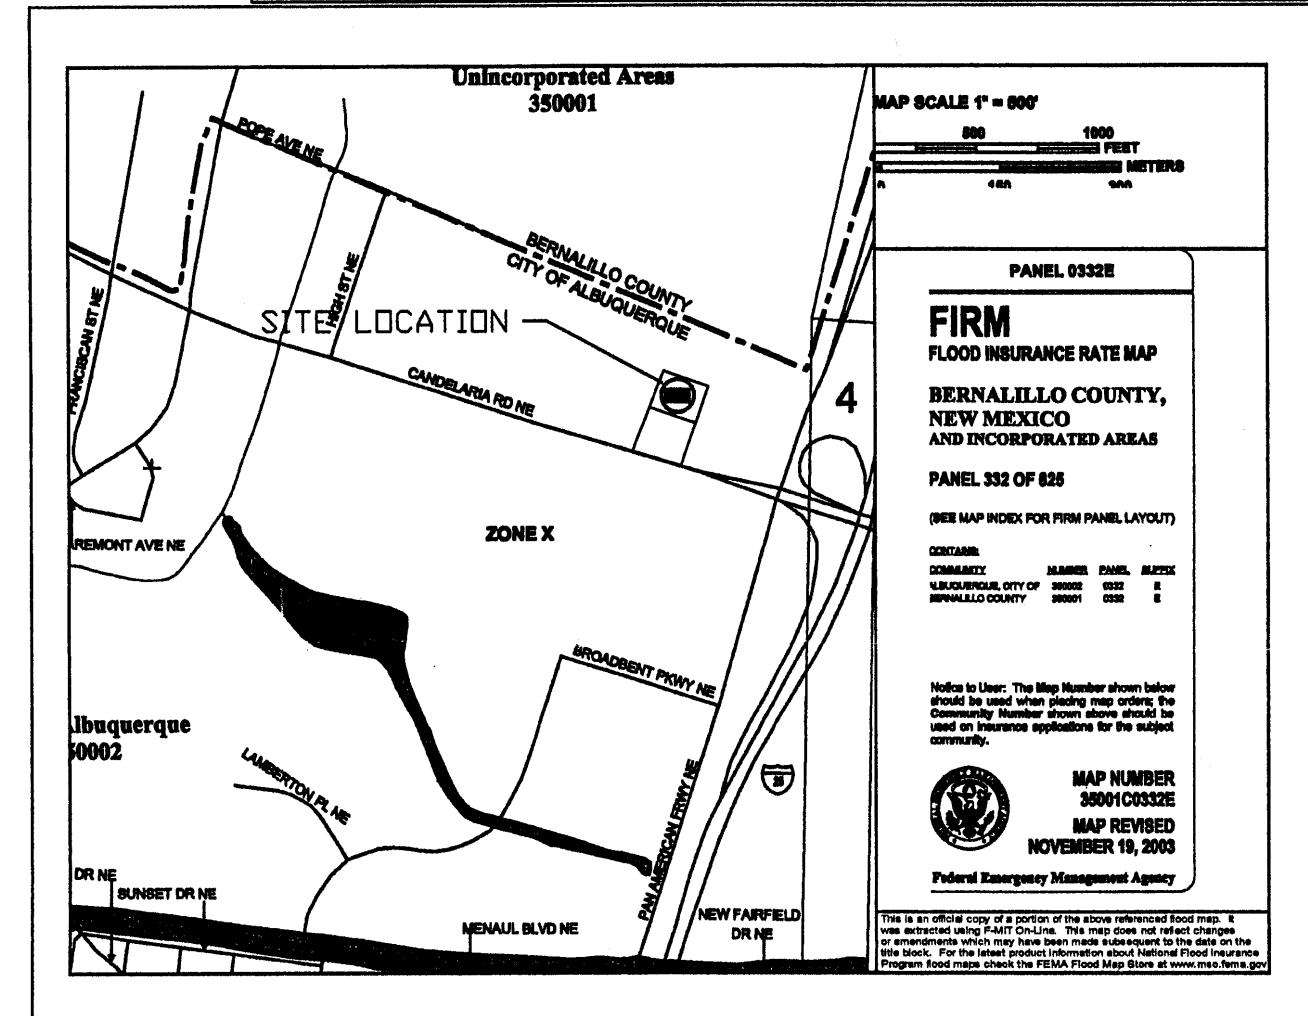 Unincorporated Areas
350001
POPE AVE NE
BERNALILLO COUNTY
CITY OF ALBUQUERQUE
HIGH ST NE
FRANCISCAN ST NE
SITE LOCATION
CANDELARIA RD NE
4
ZONE X
AREMONT AVE NE
BROADBENT PKWY NE
Albuquerque
50002
LAMBERTON PL NE
PAN AMERICAN FRWY NE
25
DR NE
SUNSET DR NE
MENAUL BLVD NE
NEW FAIRFIELD
DR NE
MAP SCALE 1" = 500'
500 1000
FEET
METERS
0 150 300
PANEL 0332E
FIRM
FLOOD INSURANCE RATE MAP
BERNALILLO COUNTY,
NEW MEXICO
AND INCORPORATED AREAS
PANEL 332 OF 825
(SEE MAP INDEX FOR FIRM PANEL LAYOUT)
CONTAINS:
COMMUNITY NUMBER PANEL SUFFIX
ALBUQUERQUE, CITY OF 350002 0332 E
BERNALILLO COUNTY 350001 0332 E
Notice to User: The Map Number shown below
should be used when placing map orders; the
Community Number shown above should be
used on insurance applications for the subject
community.
MAP NUMBER
35001C0332E
MAP REVISED
NOVEMBER 19, 2003
Federal Emergency Management Agency
This is an official copy of a portion of the above referenced flood map. It
was extracted using F-MIT On-Line. This map does not reflect changes
or amendments which may have been made subsequent to the date on the
title block. For the latest product information about National Flood Insurance
Program flood maps check the FEMA Flood Map Store at www.msc.fema.gov